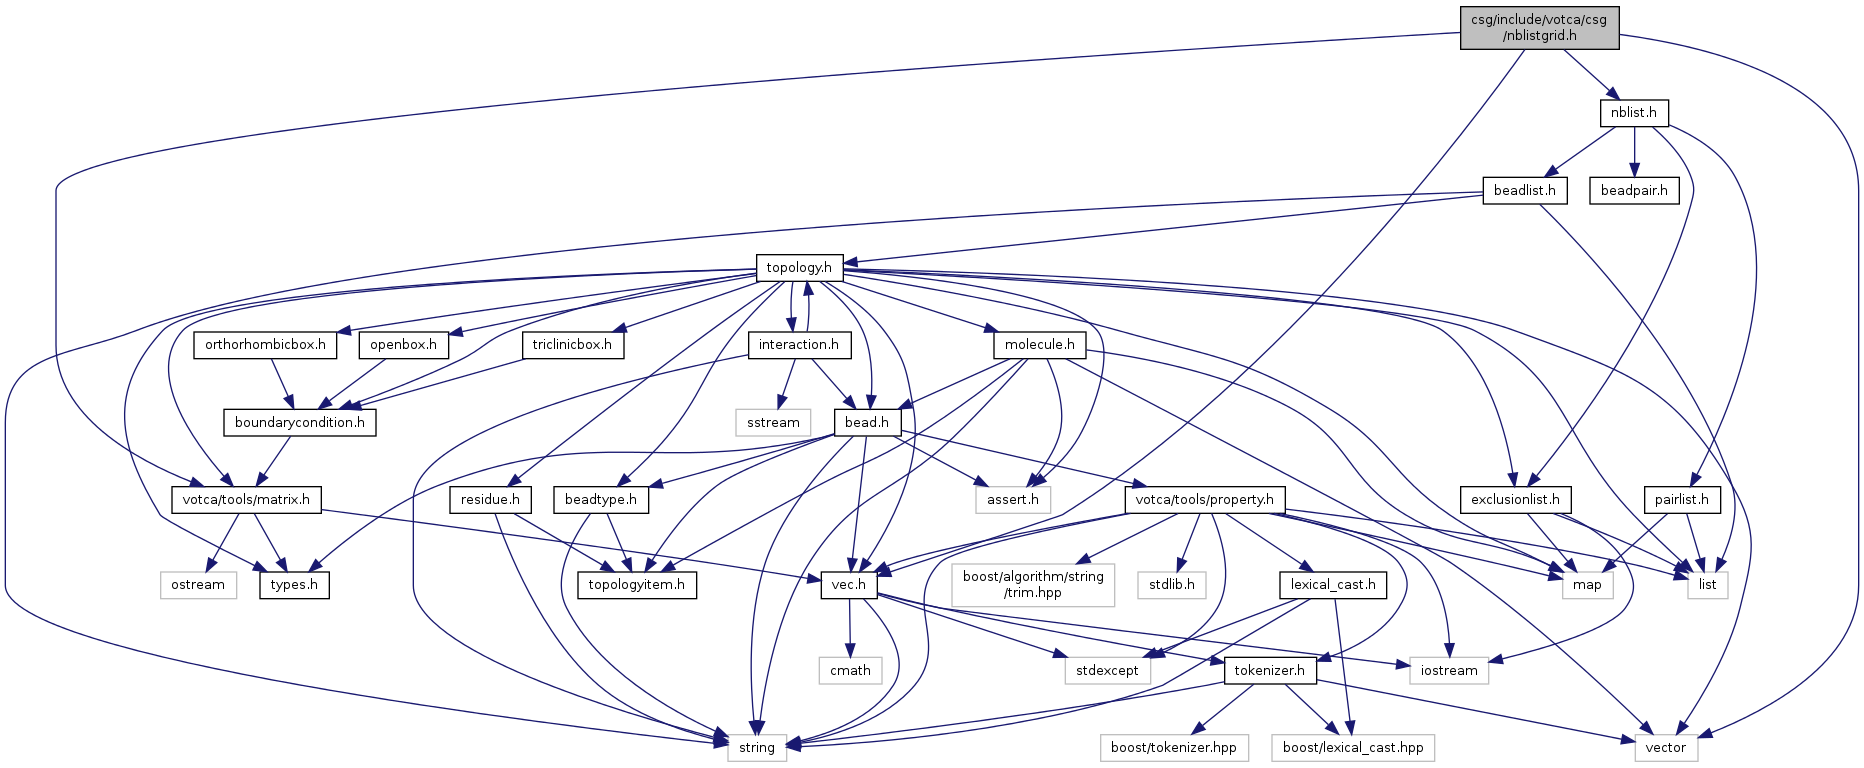 csg/include/votca/csg
/nblistgrid.h
nblist.h
beadlist.h
beadpair.h
topology.h
orthorhombicbox.h
openbox.h
triclinicbox.h
interaction.h
molecule.h
boundarycondition.h
sstream
bead.h
votca/tools/matrix.h
residue.h
beadtype.h
assert.h
votca/tools/property.h
exclusionlist.h
pairlist.h
ostream
types.h
topologyitem.h
vec.h
boost/algorithm/string
/trim.hpp
stdlib.h
lexical_cast.h
map
list
cmath
stdexcept
tokenizer.h
iostream
string
boost/tokenizer.hpp
boost/lexical_cast.hpp
vector